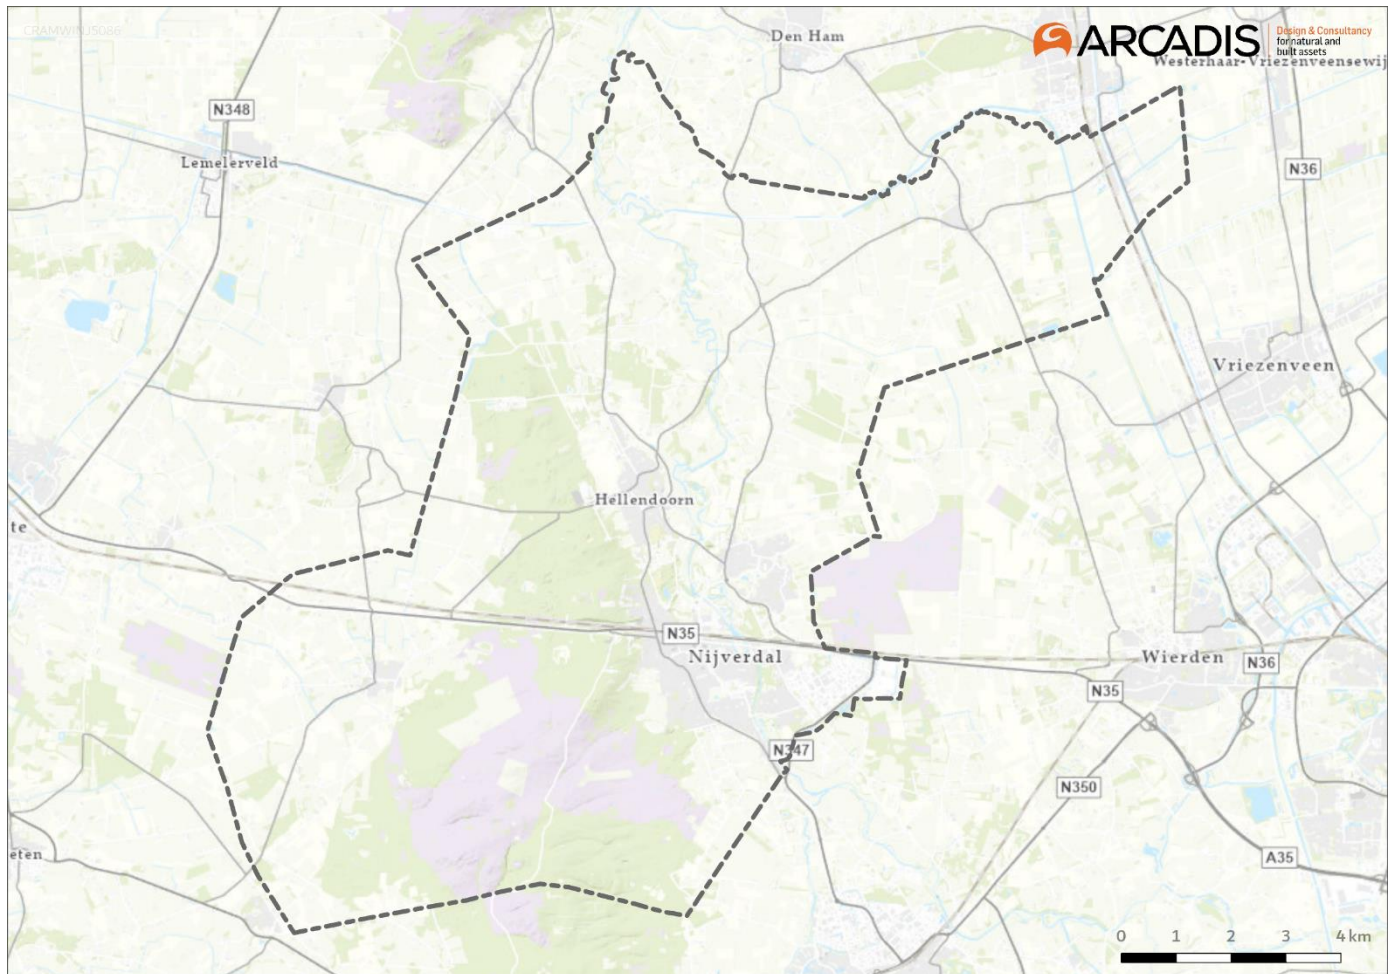 CRAMWINU5086
Den Ham
ARCADIS
Design & Consultancy
for natural and
built assets
Westerhaar-Vriezenveensewij
N348
Lemelerveld
N36
Vriezenveen
Hellendoorn
te
N35
Nijverdal
Wierden
N36
N35
N347
N350
A35
eten
0 1 2 3 4 km